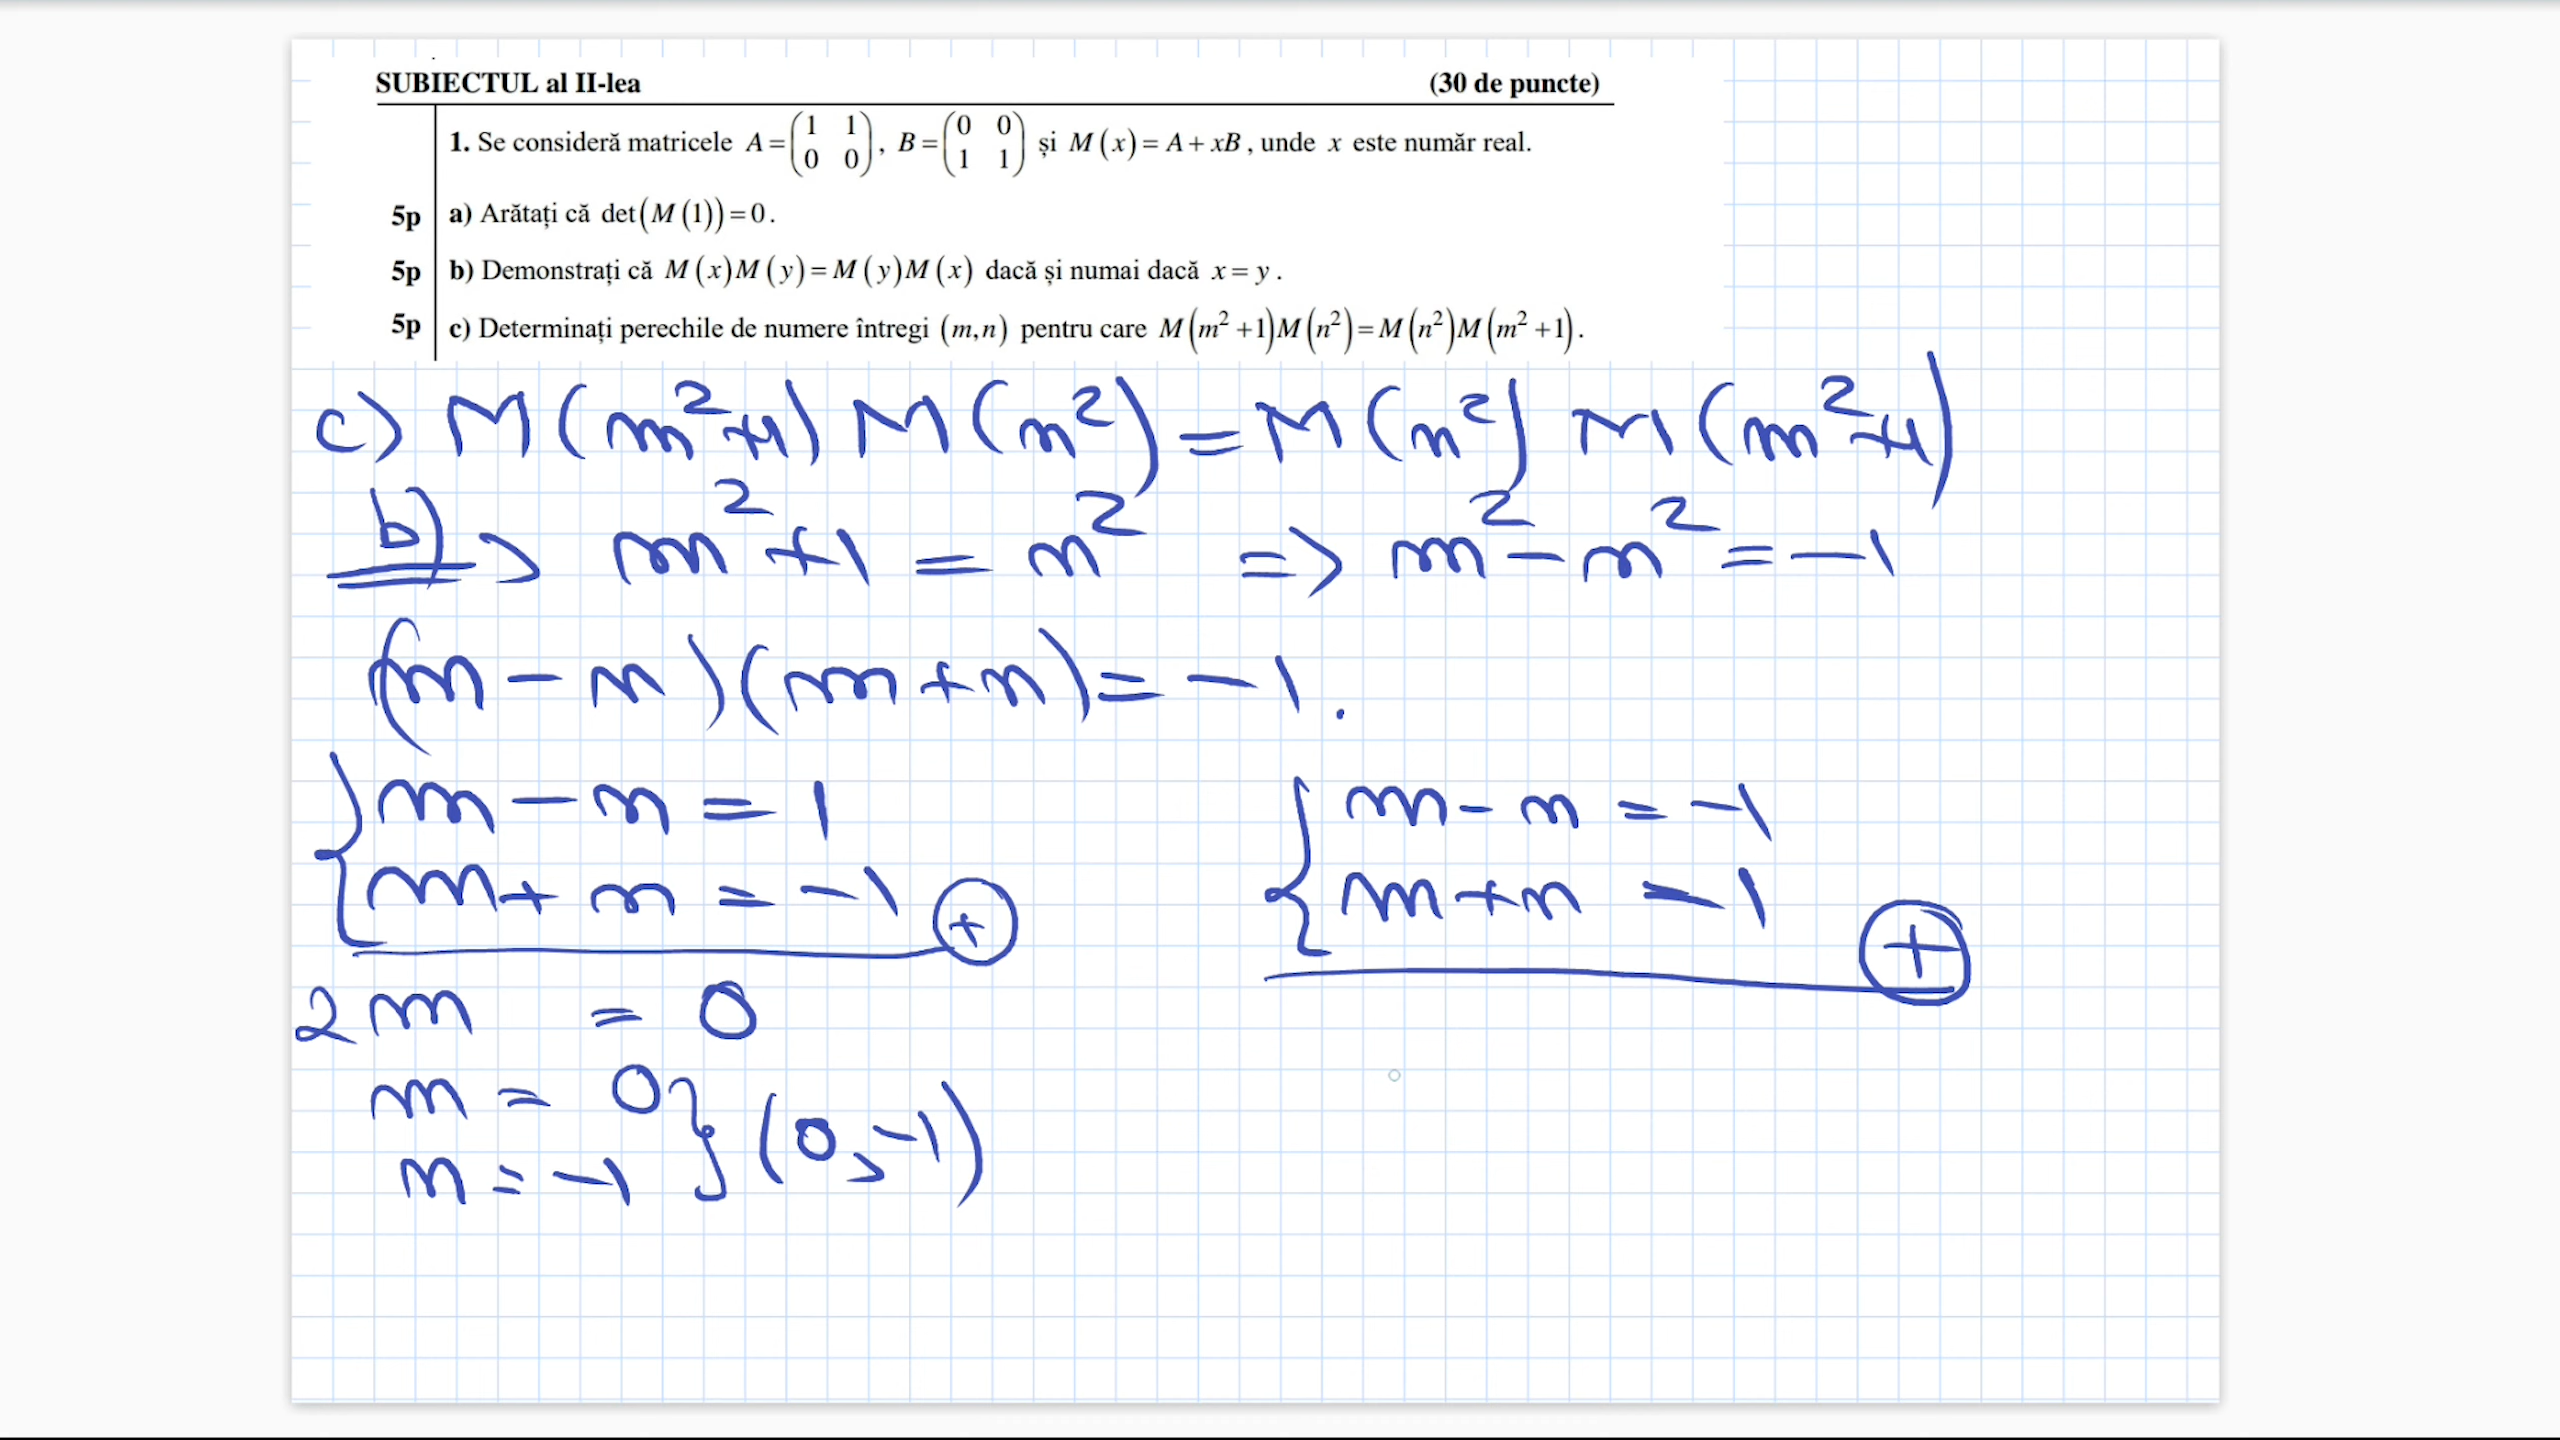 SUBIECTUL al II-lea (30 de puncte)
1. Se consideră matricele A = (1 1 0 0), B = (0 0 1 1) și M(x) = A + xB, unde x este număr real.
5p a) Arătați că det(M(1)) = 0.
5p b) Demonstrați că M(x)M(y) = M(y)M(x) dacă și numai dacă x = y.
5p c) Determinați perechile de numere întregi (m,n) pentru care M(m²+1)M(n²) = M(n²)M(m²+1).
c) M(m²+1) M(n²) = M(n²) M(m²+1)
b) > m²+1 = n² => m² - n² = -1
(m - n)(m + n) = -1.
{ m - n = 1
m + n = -1 +
2m = 0
m = 0
n = -1 } (0, -1)
{ m - n = -1
m + n = 1 +